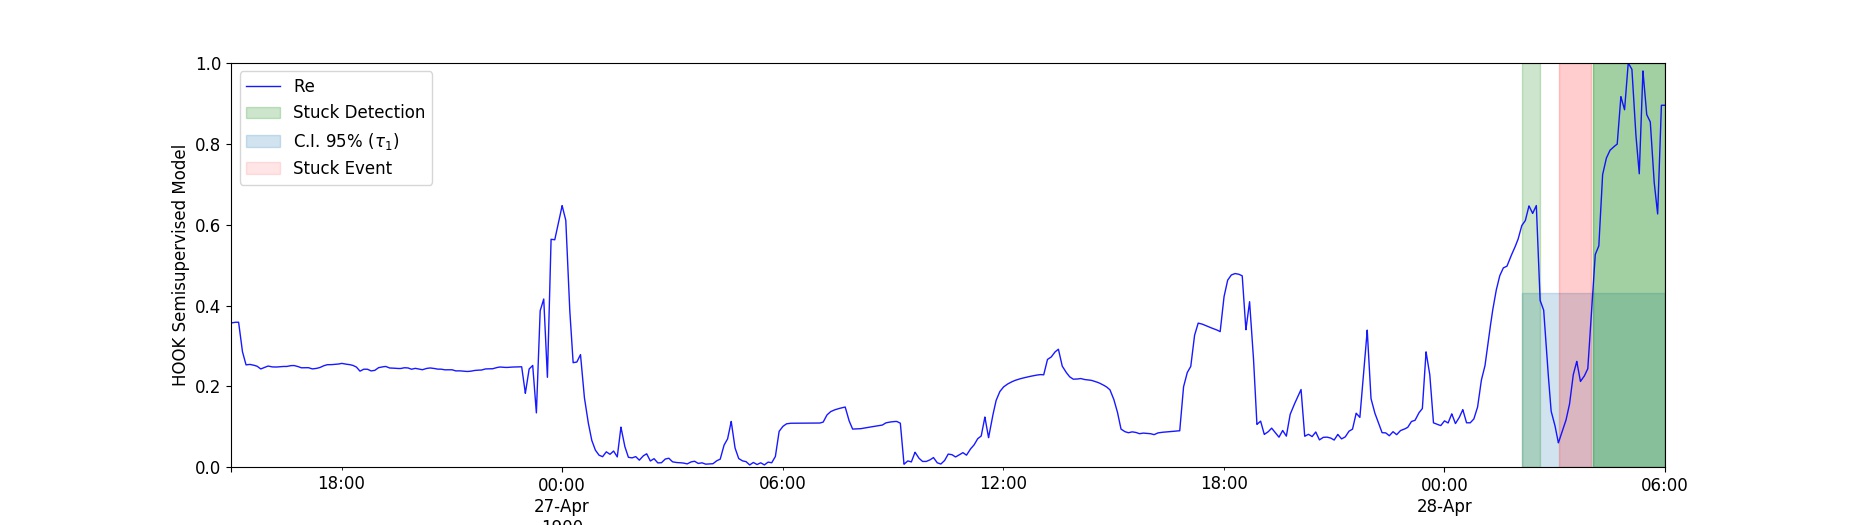 HOOK Semisupervised Model
1.0
0.8
0.6
0.4
0.2
0.0
Re
Stuck Detection
C.I. 95% (τ₁)
Stuck Event
18:00
00:00
27-Apr
1900
06:00
12:00
18:00
00:00
28-Apr
06:00